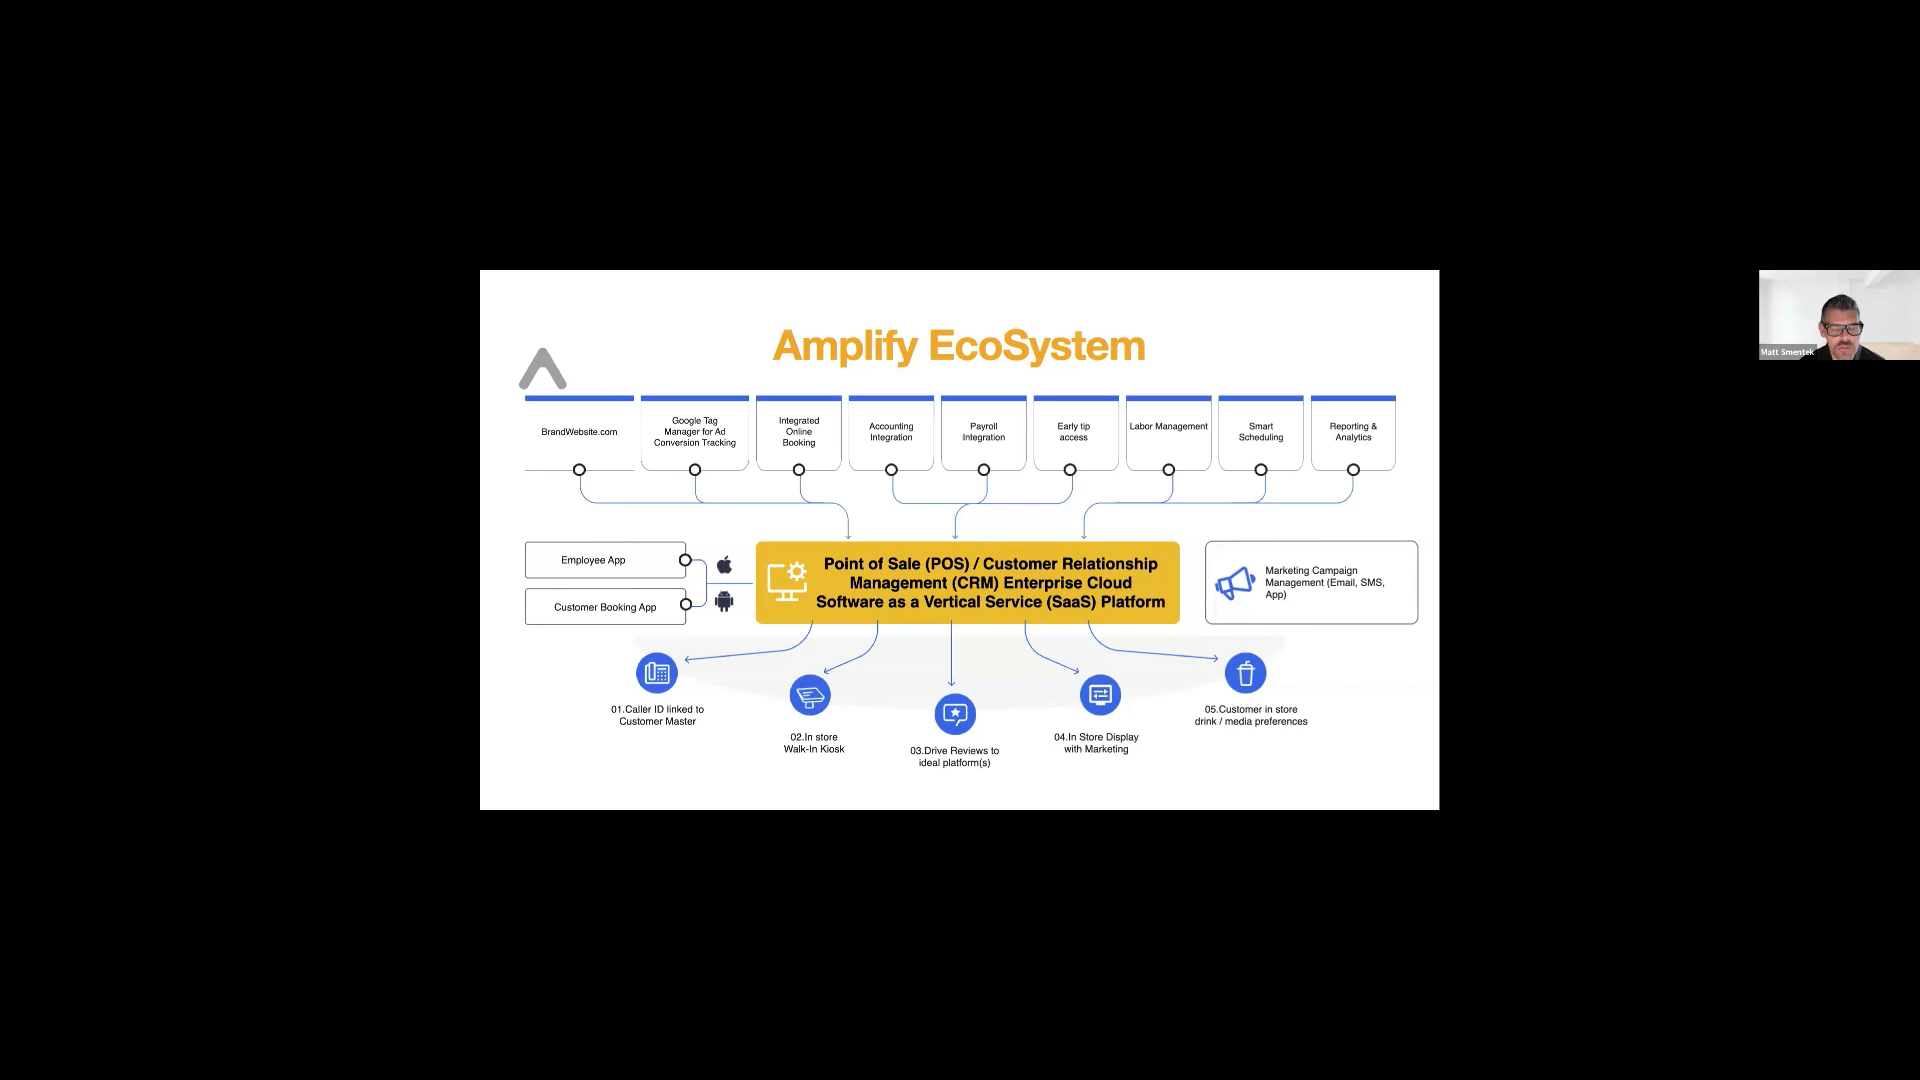 Amplify EcoSystem
BrandWebsite.com
Google Tag
Manager for Ad
Conversion Tracking
Integrated
Online
Booking
Accounting
Integration
Payroll
Integration
Early tip
access
Labor Management
Smart
Scheduling
Reporting &
Analytics
Employee App
Customer Booking App
Point of Sale (POS) / Customer Relationship
Management (CRM) Enterprise Cloud
Software as a Vertical Service (SaaS) Platform
Marketing Campaign
Management (Email, SMS,
App)
01.Caller ID linked to
Customer Master
02.In store
Walk-In Kiosk
03.Drive Reviews to
ideal platform(s)
04.In Store Display
with Marketing
05.Customer in store
drink / media preferences
Matt Smentek